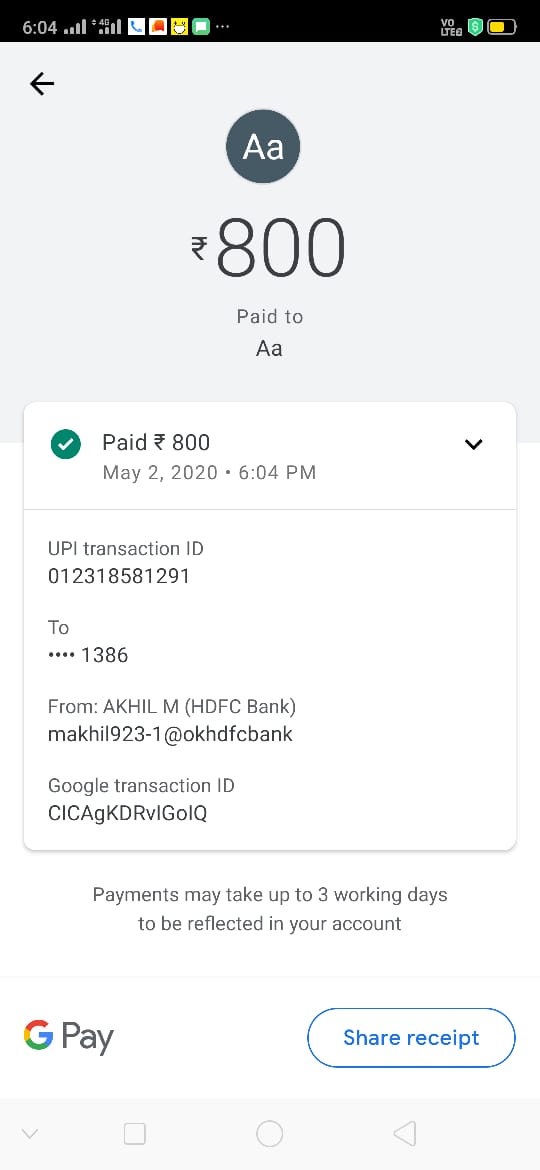 6:04
4G
VO
LTE2
Aa
₹800
Paid to
Aa
Paid ₹ 800
May 2, 2020 • 6:04 PM
UPI transaction ID
012318581291
To
•••• 1386
From: AKHIL M (HDFC Bank)
makhil923-1@okhdfcbank
Google transaction ID
CICAgKDRvIGoIQ
Payments may take up to 3 working days
to be reflected in your account
G Pay
Share receipt